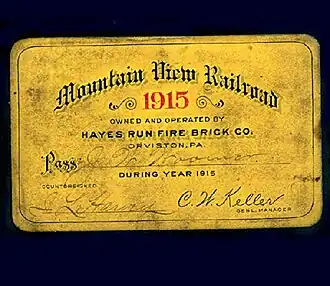 Mountain View Railroad
1915
OWNED AND OPERATED BY
HAYES RUN FIRE BRICK CO.
ORVISTON, PA
Pass
DURING YEAR 1915
COUNTERSIGNED
C. W. Keller
GENL. MANAGER